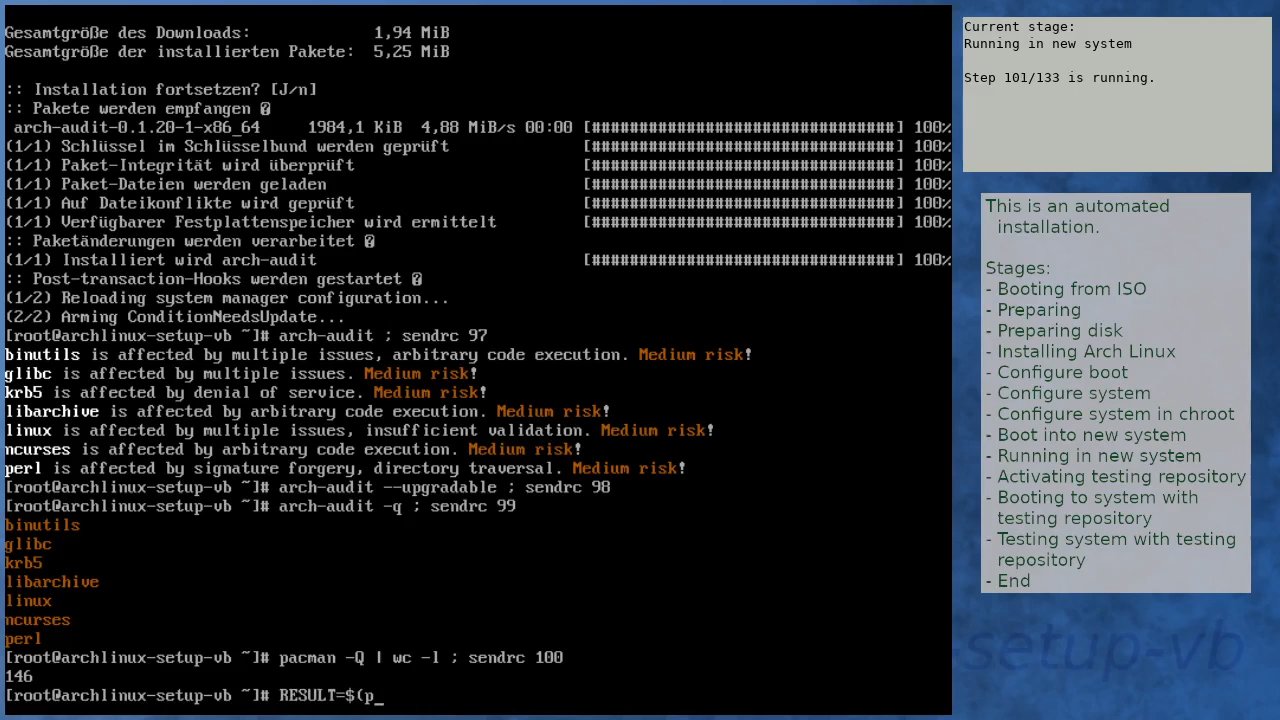 Gesamtgröße des Downloads: 1,94 MiB
Gesamtgröße der installierten Pakete: 5,25 MiB
:: Installation fortsetzen? [J/n]
:: Pakete werden empfangen �
arch-audit-0.1.20-1-x86_64 1984,1 KiB 4,88 MiB/s 00:00 [################################] 100%
(1/1) Schlüssel im Schlüsselbund werden geprüft [################################] 100%
(1/1) Paket-Integrität wird überprüft [################################] 100%
(1/1) Paket-Dateien werden geladen [################################] 100%
(1/1) Auf Dateikonflikte wird geprüft [################################] 100%
(1/1) Verfügbarer Festplattenspeicher wird ermittelt [################################] 100%
:: Paketänderungen werden verarbeitet �
(1/1) Installiert wird arch-audit [################################] 100%
:: Post-transaction-Hooks werden gestartet �
(1/2) Reloading system manager configuration...
(2/2) Arming ConditionNeedsUpdate...
[root@archlinux-setup-vb ~]# arch-audit ; sendrc 97
binutils is affected by multiple issues, arbitrary code execution. Medium risk!
glibc is affected by multiple issues. Medium risk!
krb5 is affected by denial of service. Medium risk!
libarchive is affected by arbitrary code execution. Medium risk!
linux is affected by multiple issues, insufficient validation. Medium risk!
ncurses is affected by arbitrary code execution. Medium risk!
perl is affected by signature forgery, directory traversal. Medium risk!
[root@archlinux-setup-vb ~]# arch-audit --upgradable ; sendrc 98
[root@archlinux-setup-vb ~]# arch-audit -q ; sendrc 99
binutils
glibc
krb5
libarchive
linux
ncurses
perl
[root@archlinux-setup-vb ~]# pacman -Q | wc -l ; sendrc 100
146
[root@archlinux-setup-vb ~]# RESULT=$(p_
Current stage:
Running in new system
Step 101/133 is running.
This is an automated
installation.
Stages:
- Booting from ISO
- Preparing
- Preparing disk
- Installing Arch Linux
- Configure boot
- Configure system
- Configure system in chroot
- Boot into new system
- Running in new system
- Activating testing repository
- Booting to system with
testing repository
- Testing system with testing
repository
- End
-setup-vb